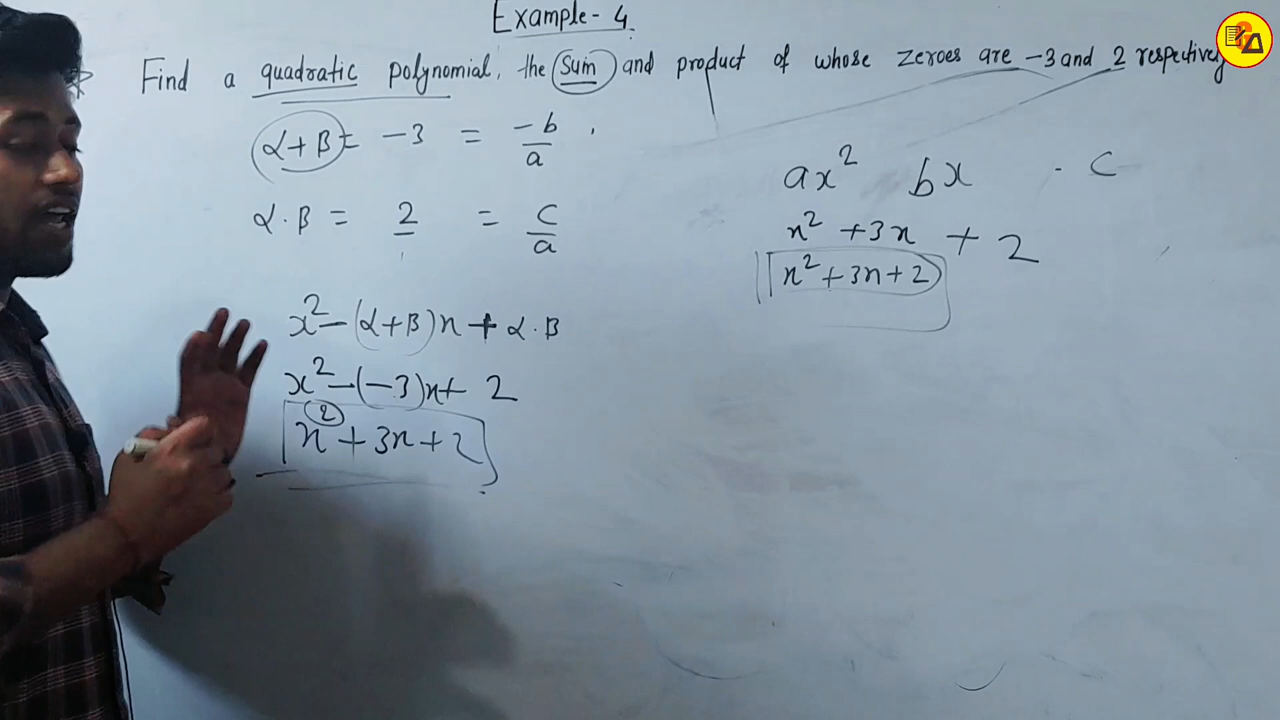 Example-4.
Find a quadratic polynomial, the sum and product of whose zeroes are -3 and 2 respectively
α+β = -3 = -b/a
α.β = 2 = c/a
x² - (α+β)x + α.β
x² - (-3)x + 2
x² + 3x + 2
ax² bx c
x² + 3x + 2
x² + 3x + 2